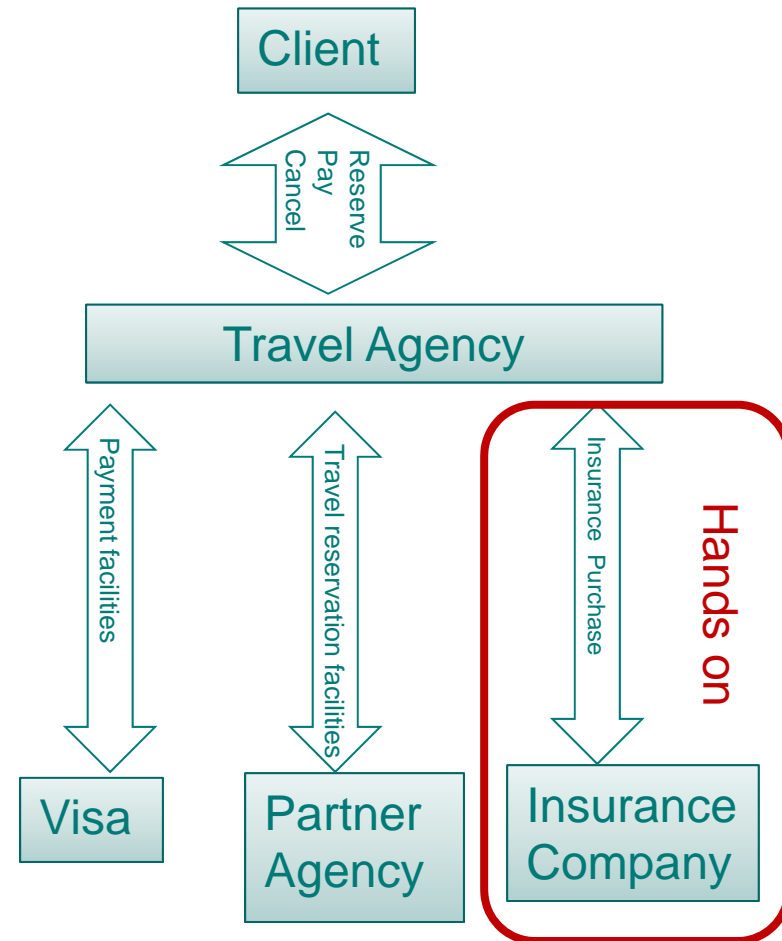 Client
Reserve
Pay
Cancel
Travel Agency
Payment facilities
Travel reservation facilities
Insurance Purchase
Hands on
Visa
Partner
Agency
Insurance
Company